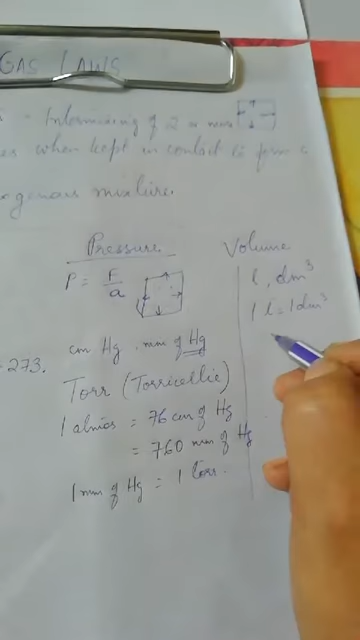 GAS LAWS
- Intermixing of 2 or more
es when kept in contact to form a
ogenous mixture.
Pressure
P = F/a
cm Hg. mm of Hg
273.
Torr (Torricellie)
1 atmos = 76 cm of Hg
= 760 mm of Hg
1 mm of Hg = 1 torr.
Volume
l, dm³
1 l = 1 dm³